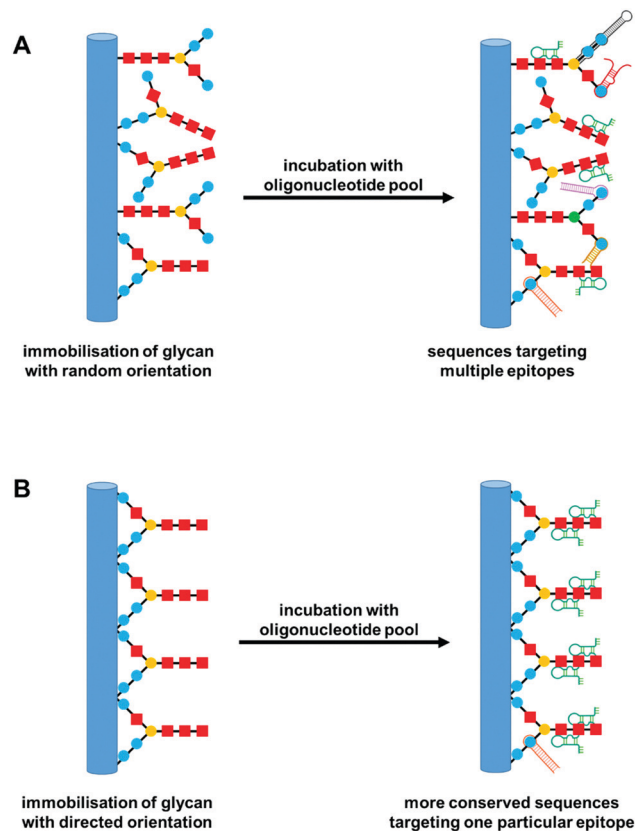 A
incubation with
oligonucleotide pool
immobilisation of glycan
with random orientation
sequences targeting
multiple epitopes
B
incubation with
oligonucleotide pool
immobilisation of glycan
with directed orientation
more conserved sequences
targeting one particular epitope